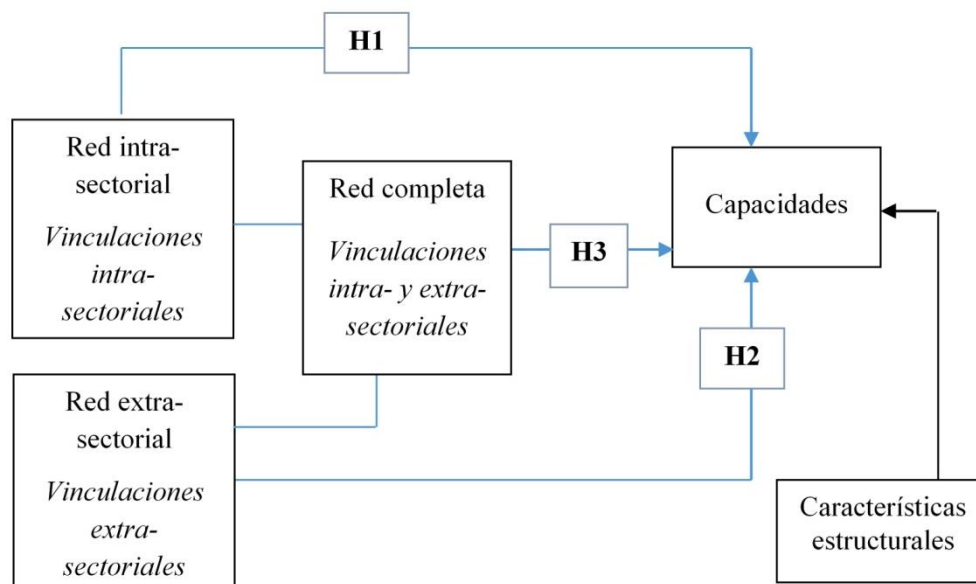 H1
Red intra-
sectorial
Vinculaciones
intra-
sectoriales
Red completa
Vinculaciones
intra- y extra-
sectoriales
H3
Capacidades
H2
Red extra-
sectorial
Vinculaciones
extra-
sectoriales
Características
estructurales